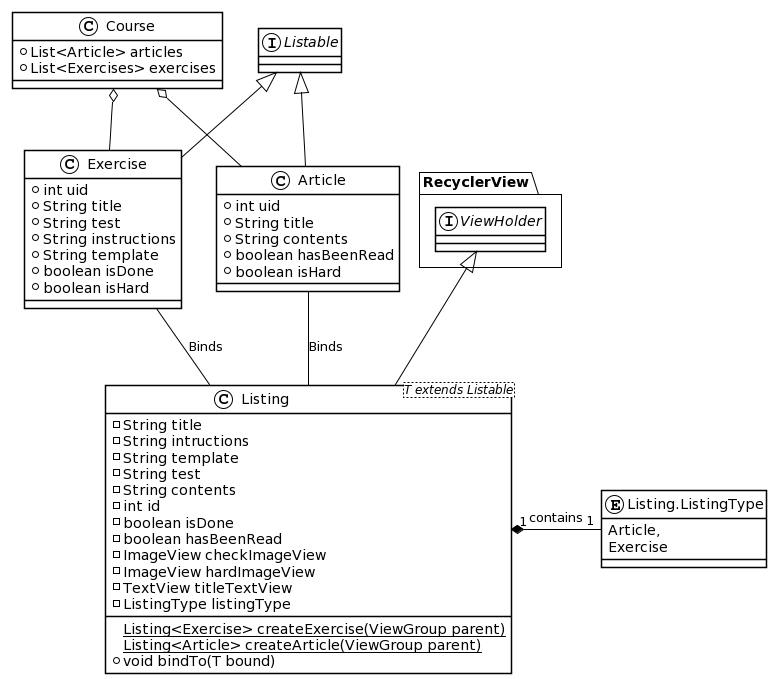 C Course
List<Article> articles
List<Exercises> exercises
I Listable
C Exercise
int uid
String title
String test
String instructions
String template
boolean isDone
boolean isHard
C Article
int uid
String title
String contents
boolean hasBeenRead
boolean isHard
RecyclerView
I ViewHolder
Binds
Binds
C Listing
T extends Listable
String title
String intructions
String template
String test
String contents
int id
boolean isDone
boolean hasBeenRead
ImageView checkImageView
ImageView hardImageView
TextView titleTextView
ListingType listingType
Listing<Exercise> createExercise(ViewGroup parent)
Listing<Article> createArticle(ViewGroup parent)
void bindTo(T bound)
1 contains 1
E Listing.ListingType
Article,
Exercise